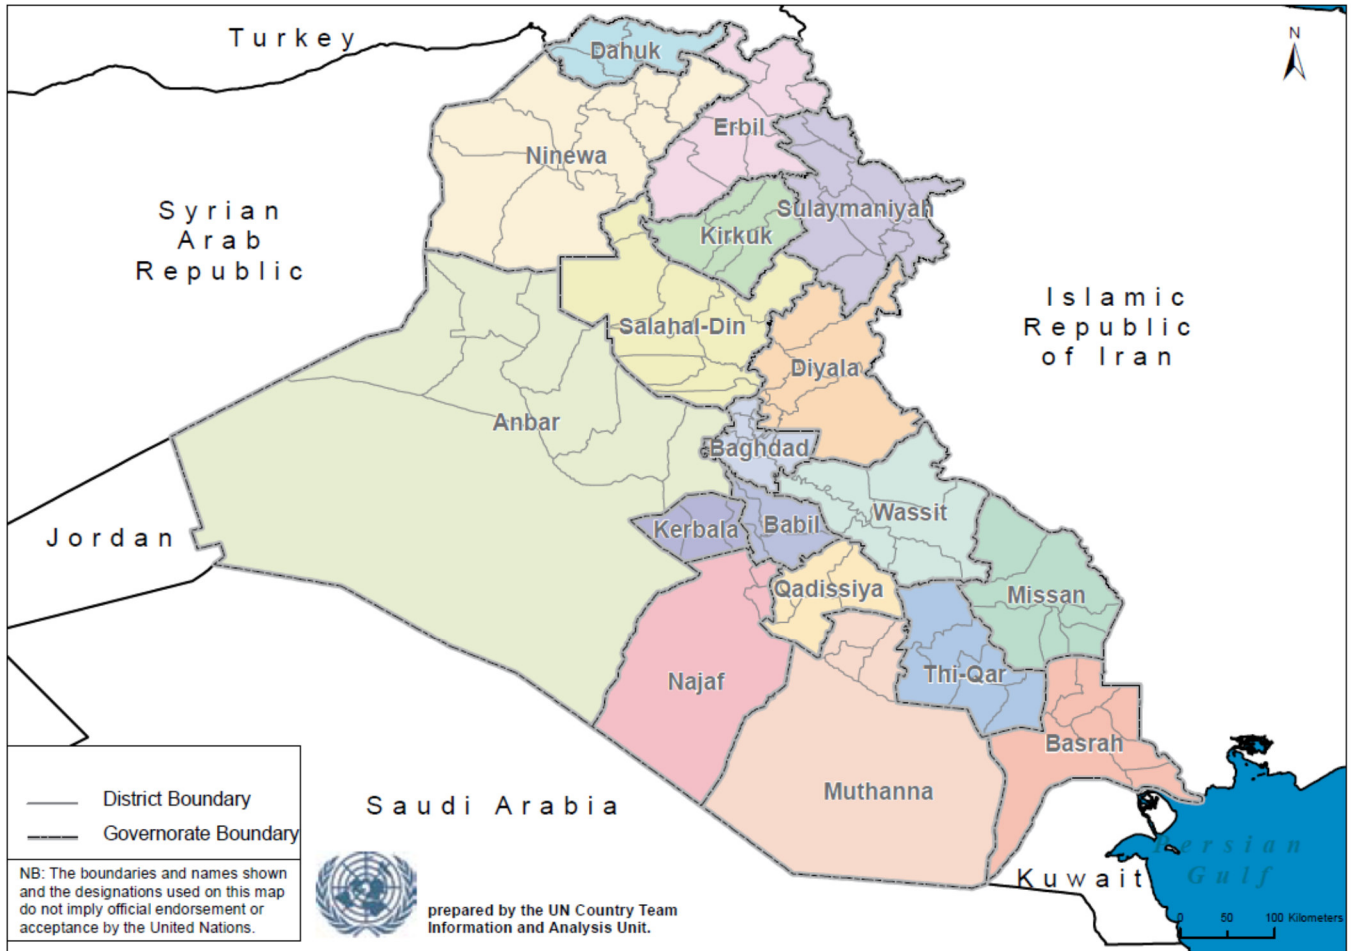 Turkey
N
Dahuk
Erbil
Ninewa
Syrian
Arab
Republic
Sulaymaniyah
Kirkuk
Islamic
Republic
of Iran
Salahal-Din
Diyala
Anbar
Baghdad
Wassit
Kerbala
Babil
Jordan
Qadissiya
Missan
Najaf
Thi-Qar
Basrah
Muthanna
District Boundary
Governorate Boundary
Saudi Arabia
Persian
Gulf
Kuwait
NB: The boundaries and names shown
and the designations used on this map
do not imply official endorsement or
acceptance by the United Nations.
prepared by the UN Country Team
Information and Analysis Unit.
0 50 100 Kilometers